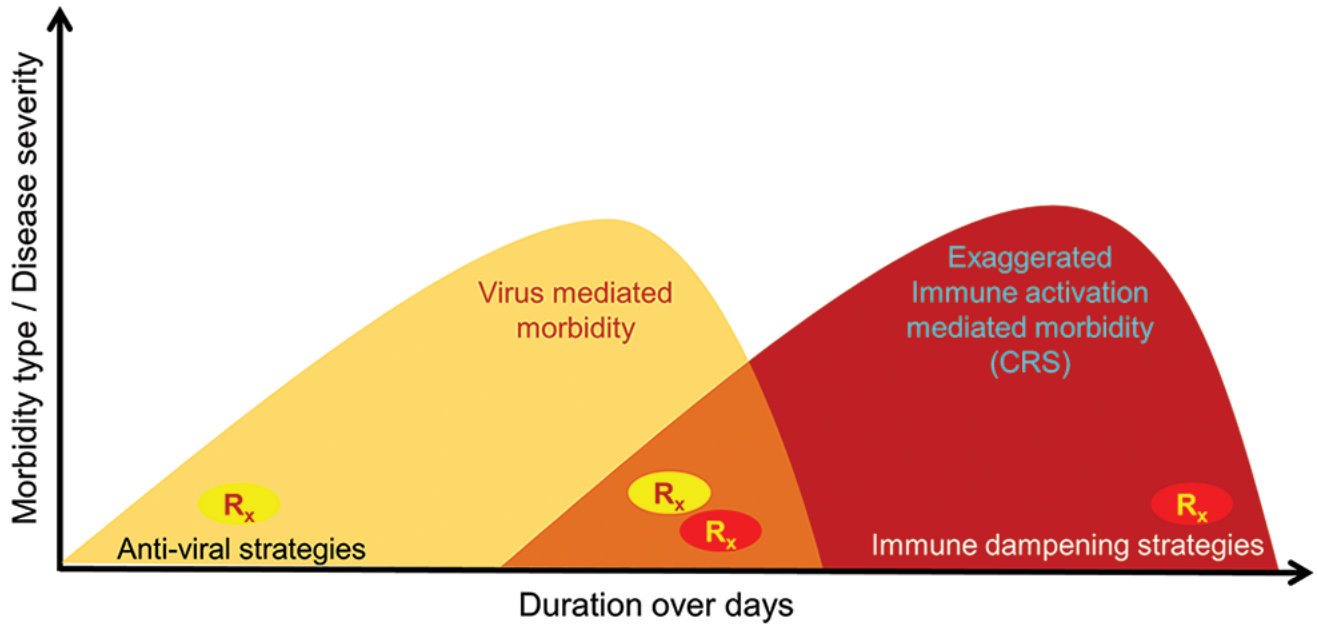 Morbidity type / Disease severity
Virus mediated
morbidity
Exaggerated
Immune activation
mediated morbidity
(CRS)
Rx
Anti-viral strategies
Rx
Rx
Rx
Immune dampening strategies
Duration over days